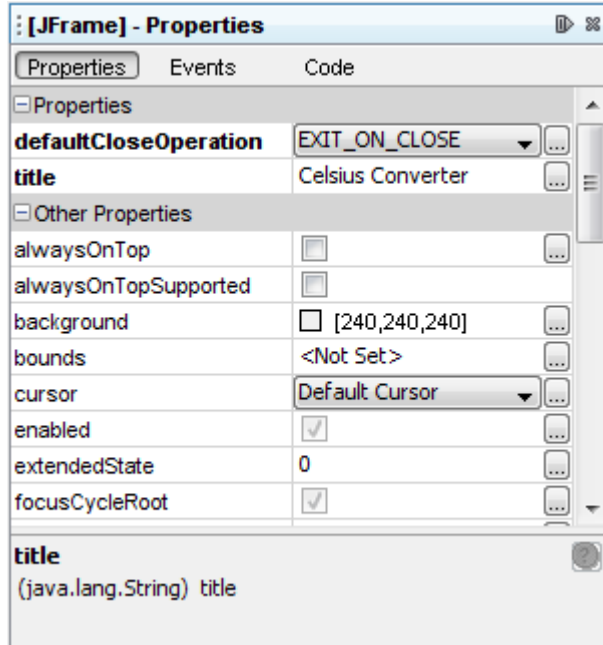 [JFrame] - Properties
Properties Events Code
Properties
defaultCloseOperation EXIT_ON_CLOSE ...
title Celsius Converter ...
Other Properties
alwaysOnTop ...
alwaysOnTopSupported
background [240,240,240] ...
bounds <Not Set> ...
cursor Default Cursor ...
enabled ...
extendedState 0 ...
focusCycleRoot ...
title
(java.lang.String) title